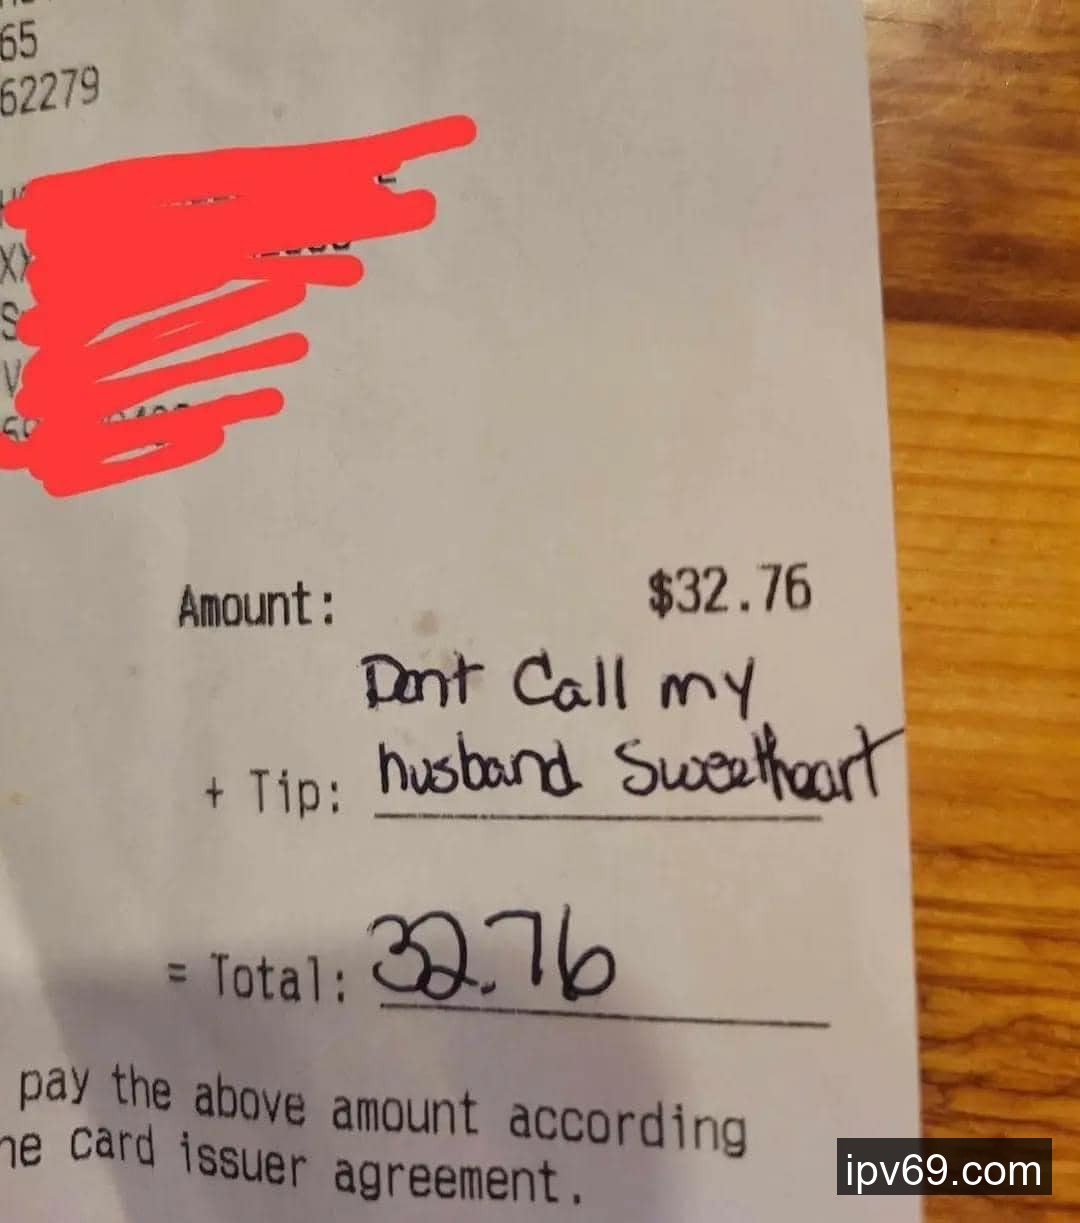 65
62279
Amount: $32.76
Dont Call my
+ Tip: husband Sweetheart
= Total: 32.76
pay the above amount according
card issuer agreement.
ipv69.com